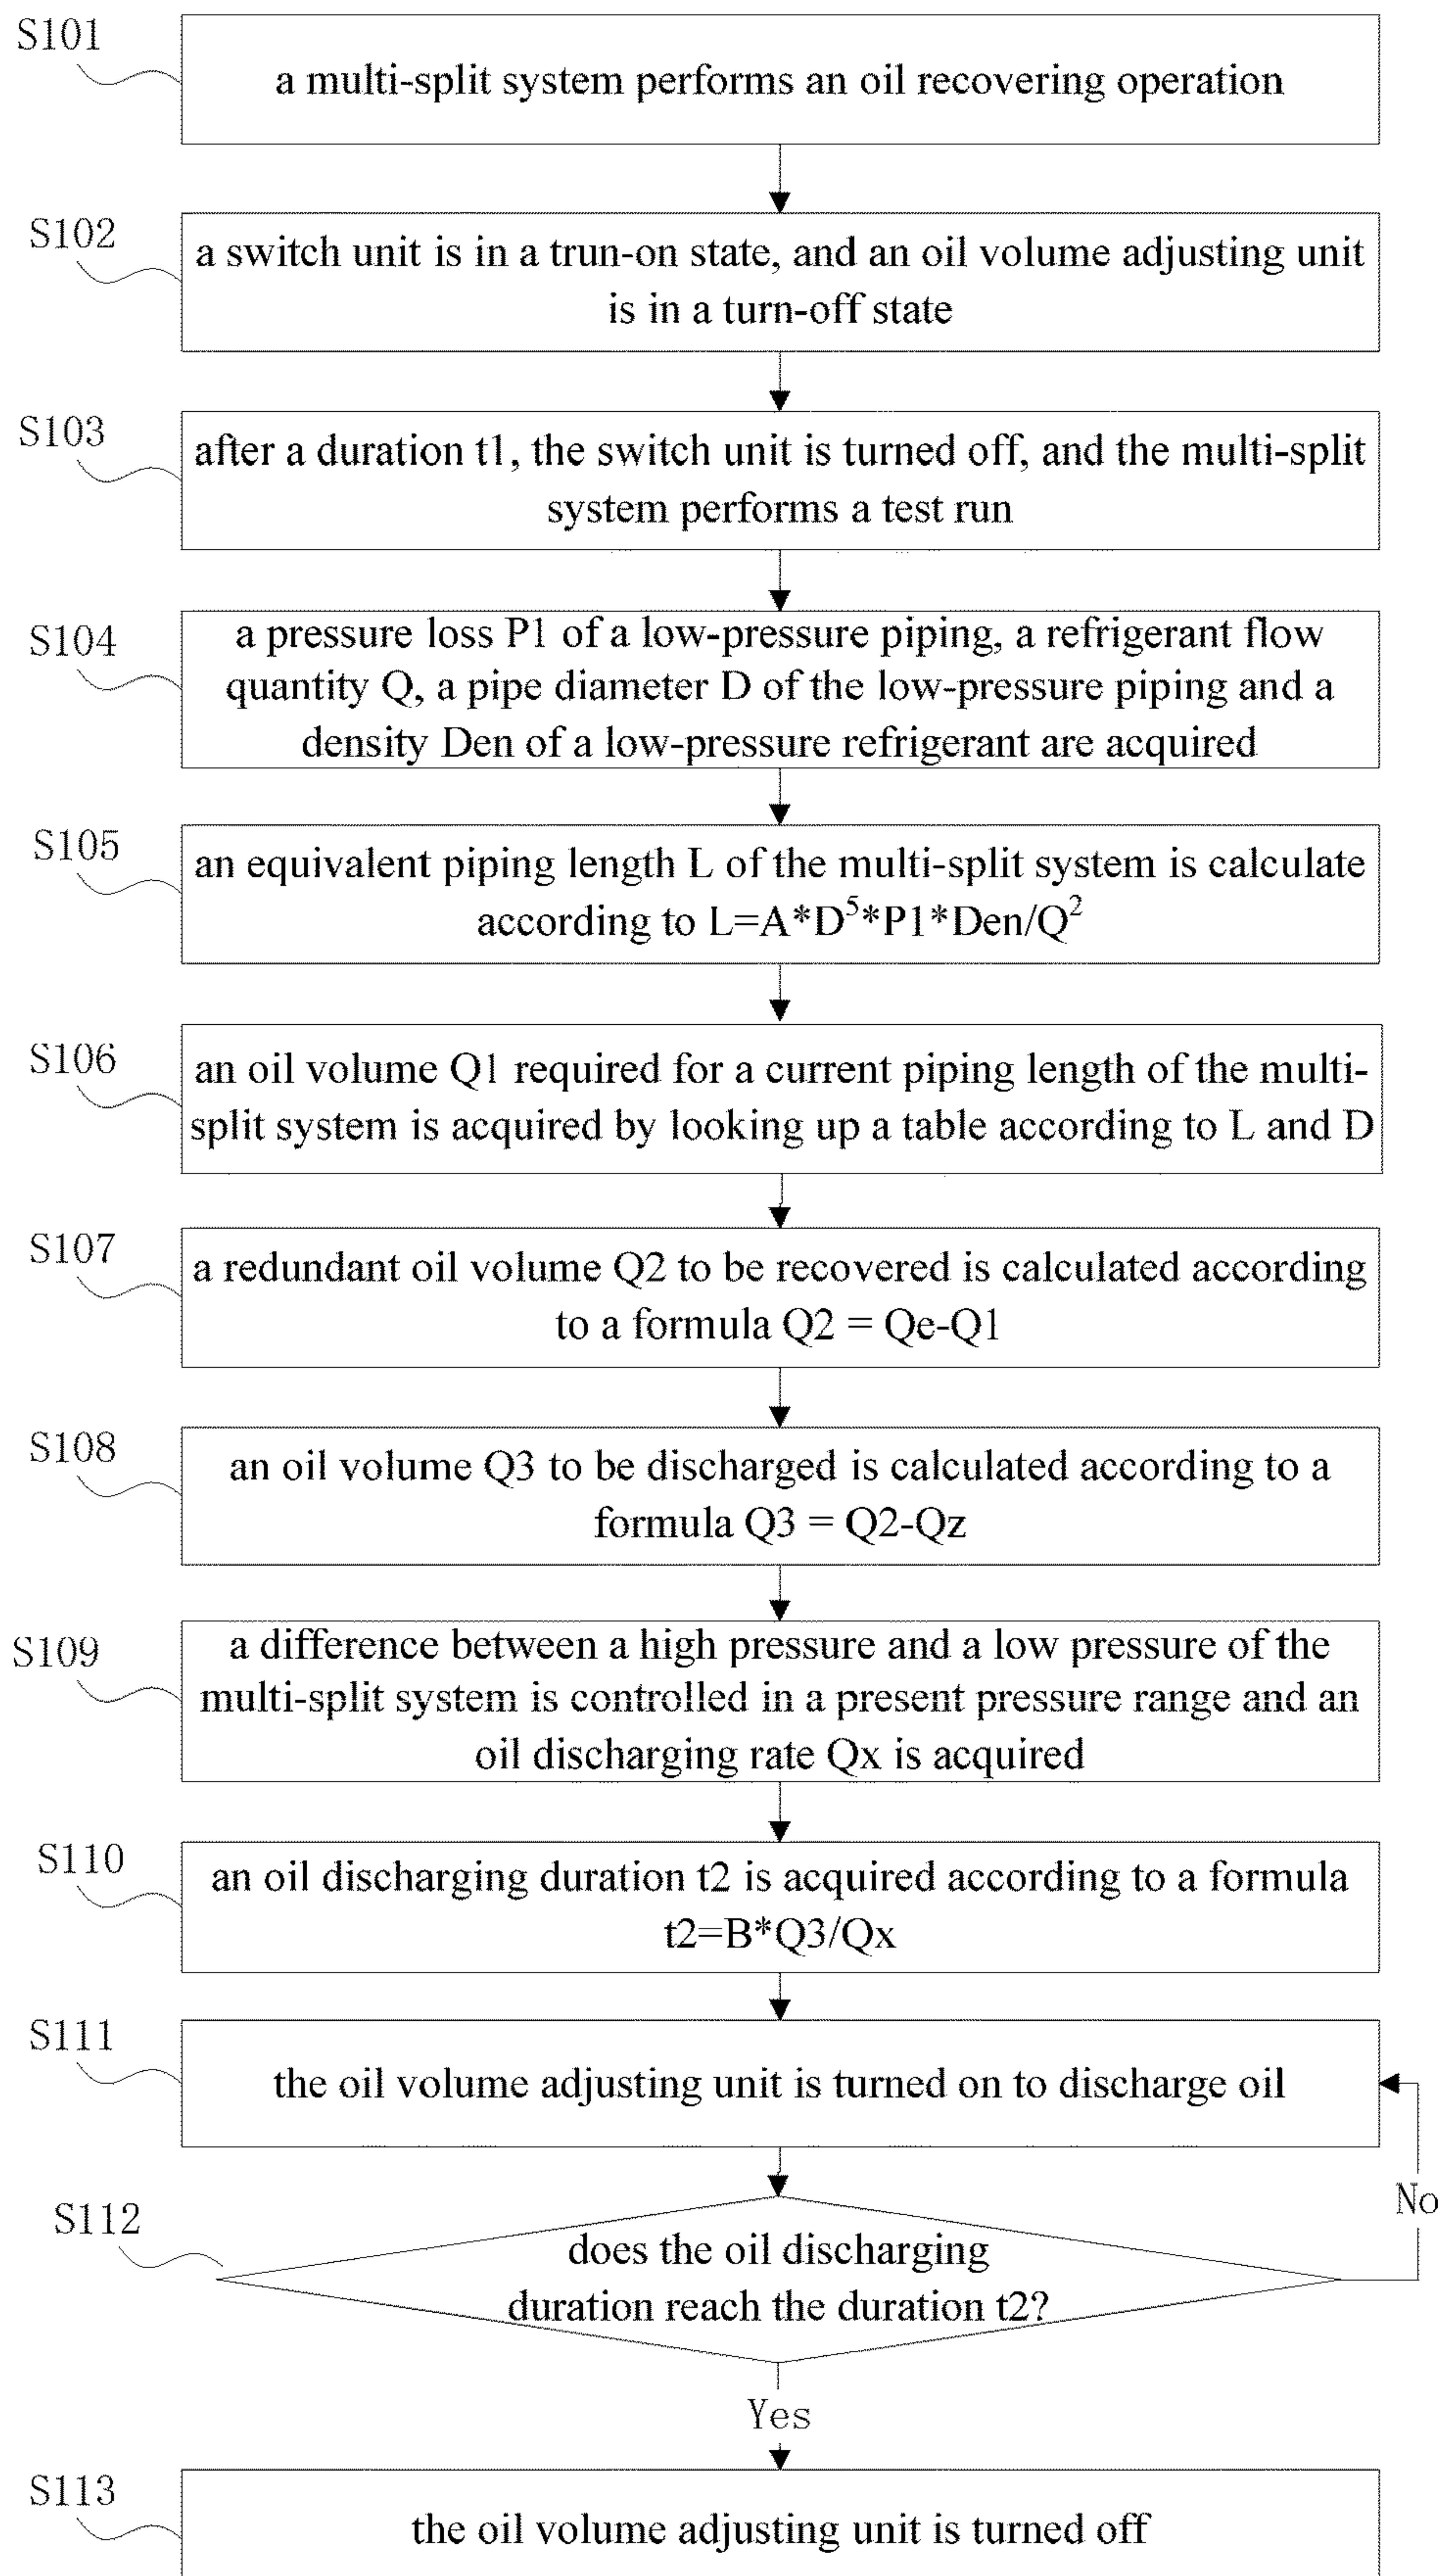 S101
a multi-split system performs an oil recovering operation
S102
a switch unit is in a trun-on state, and an oil volume adjusting unit
is in a turn-off state
S103
after a duration t1, the switch unit is turned off, and the multi-split
system performs a test run
S104
a pressure loss P1 of a low-pressure piping, a refrigerant flow
quantity Q, a pipe diameter D of the low-pressure piping and a
density Den of a low-pressure refrigerant are acquired
S105
an equivalent piping length L of the multi-split system is calculate
according to L=A*D⁵*P1*Den/Q²
S106
an oil volume Q1 required for a current piping length of the multi-
split system is acquired by looking up a table according to L and D
S107
a redundant oil volume Q2 to be recovered is calculated according
to a formula Q2 = Qe-Q1
S108
an oil volume Q3 to be discharged is calculated according to a
formula Q3 = Q2-Qz
S109
a difference between a high pressure and a low pressure of the
multi-split system is controlled in a present pressure range and an
oil discharging rate Qx is acquired
S110
an oil discharging duration t2 is acquired according to a formula
t2=B*Q3/Qx
S111
the oil volume adjusting unit is turned on to discharge oil
No
S112
does the oil discharging
duration reach the duration t2?
Yes
S113
the oil volume adjusting unit is turned off